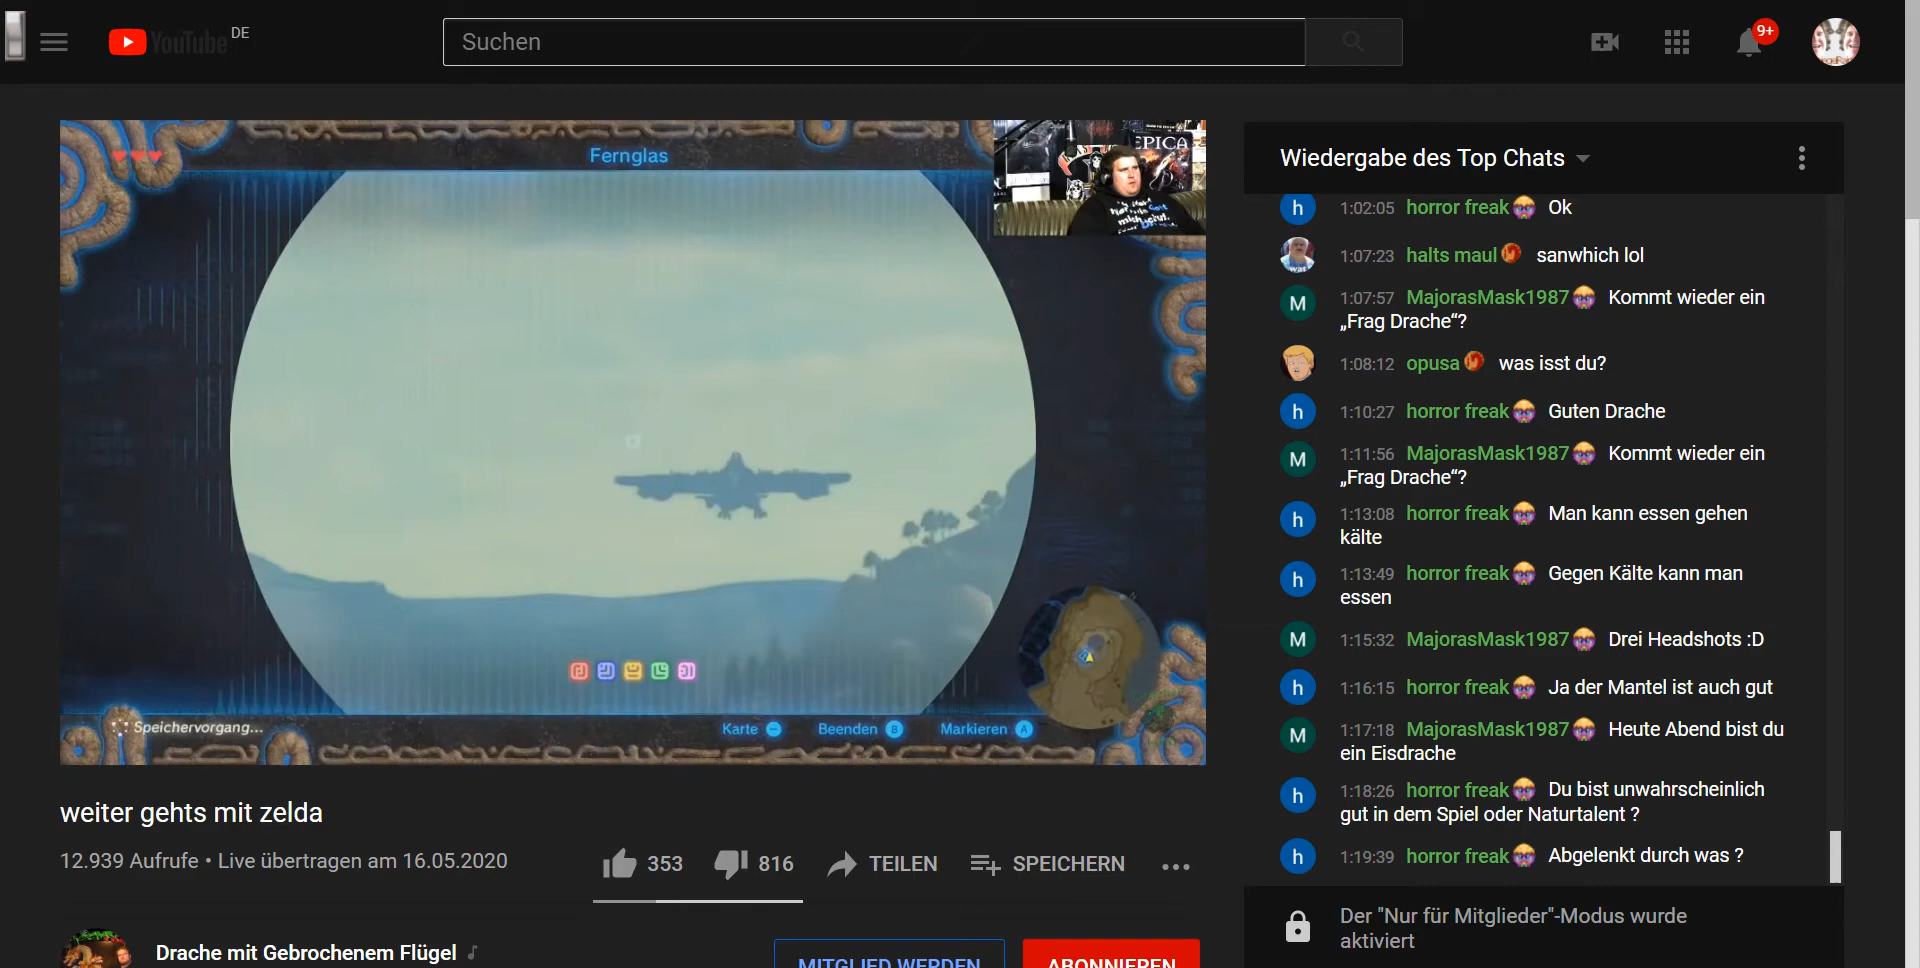 YouTube DE
Suchen
9+
Fernglas
EPICA
Speichervorgang...
Karte
Beenden B
Markieren A
weiter gehts mit zelda
12.939 Aufrufe • Live übertragen am 16.05.2020
353
816
TEILEN
SPEICHERN
Drache mit Gebrochenem Flügel
MITGLIED WERDEN
ABONNIEREN
Wiedergabe des Top Chats
h 1:02:05 horror freak Ok
1:07:23 halts maul sanwhich lol
M 1:07:57 MajorasMask1987 Kommt wieder ein
„Frag Drache“?
1:08:12 opusa was isst du?
h 1:10:27 horror freak Guten Drache
M 1:11:56 MajorasMask1987 Kommt wieder ein
„Frag Drache“?
h 1:13:08 horror freak Man kann essen gehen
kälte
h 1:13:49 horror freak Gegen Kälte kann man
essen
M 1:15:32 MajorasMask1987 Drei Headshots :D
h 1:16:15 horror freak Ja der Mantel ist auch gut
M 1:17:18 MajorasMask1987 Heute Abend bist du
ein Eisdrache
h 1:18:26 horror freak Du bist unwahrscheinlich
gut in dem Spiel oder Naturtalent ?
h 1:19:39 horror freak Abgelenkt durch was ?
Der "Nur für Mitglieder"-Modus wurde
aktiviert